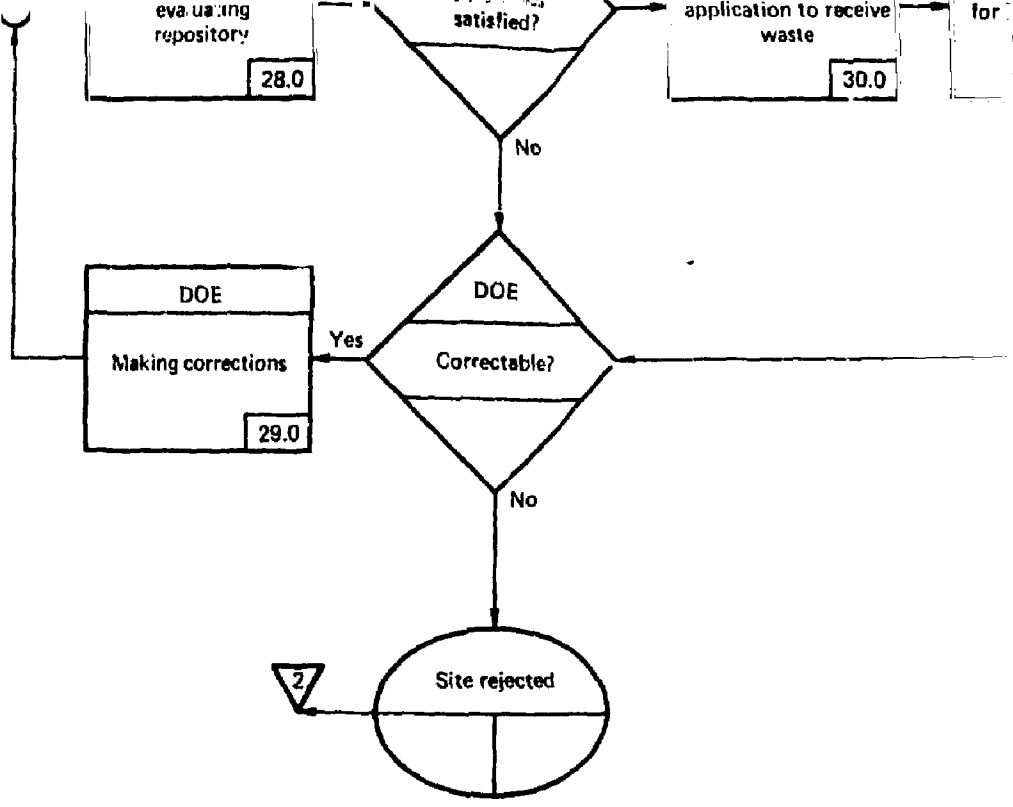 evaluating
repository
28.0
satisfied?
application to receive
waste
30.0
for
No
DOE
Correctable?
Yes
DOE
Making corrections
29.0
No
Site rejected
2